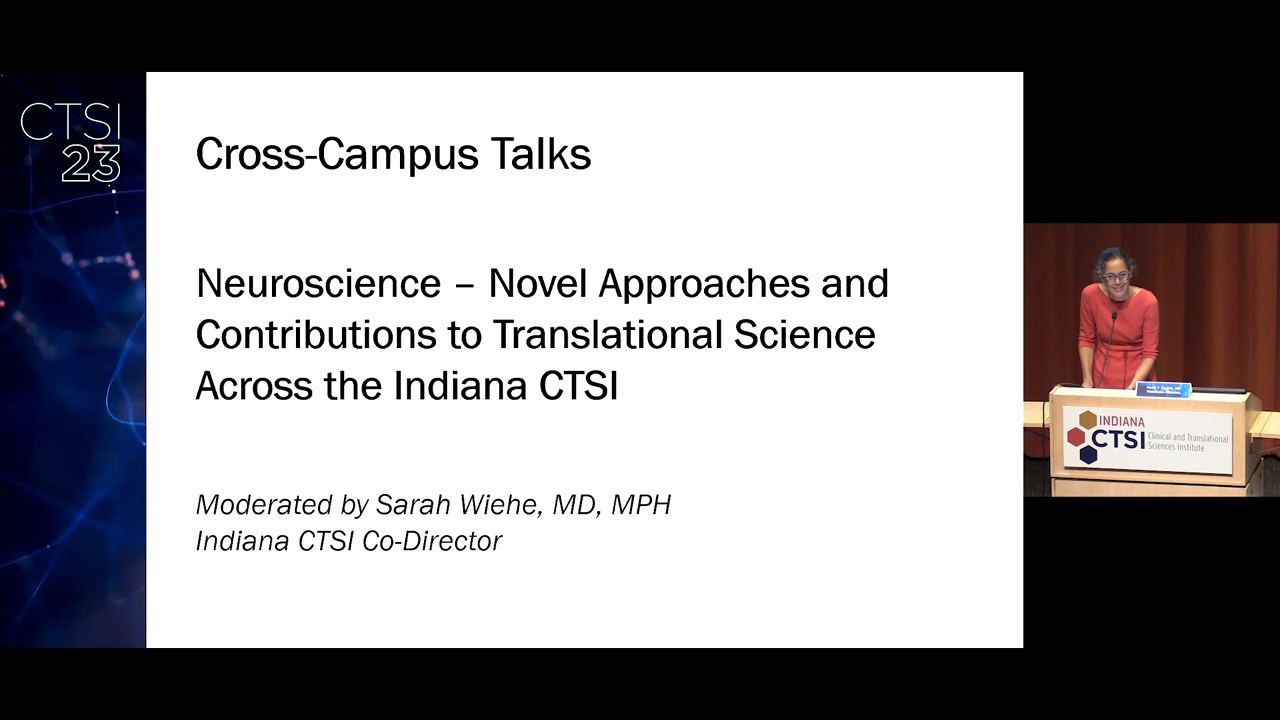 CTSI
23
Cross-Campus Talks
Neuroscience – Novel Approaches and
Contributions to Translational Science
Across the Indiana CTSI
Moderated by Sarah Wiehe, MD, MPH
Indiana CTSI Co-Director
INDIANA
CTSI
Clinical and Translational
Sciences Institute